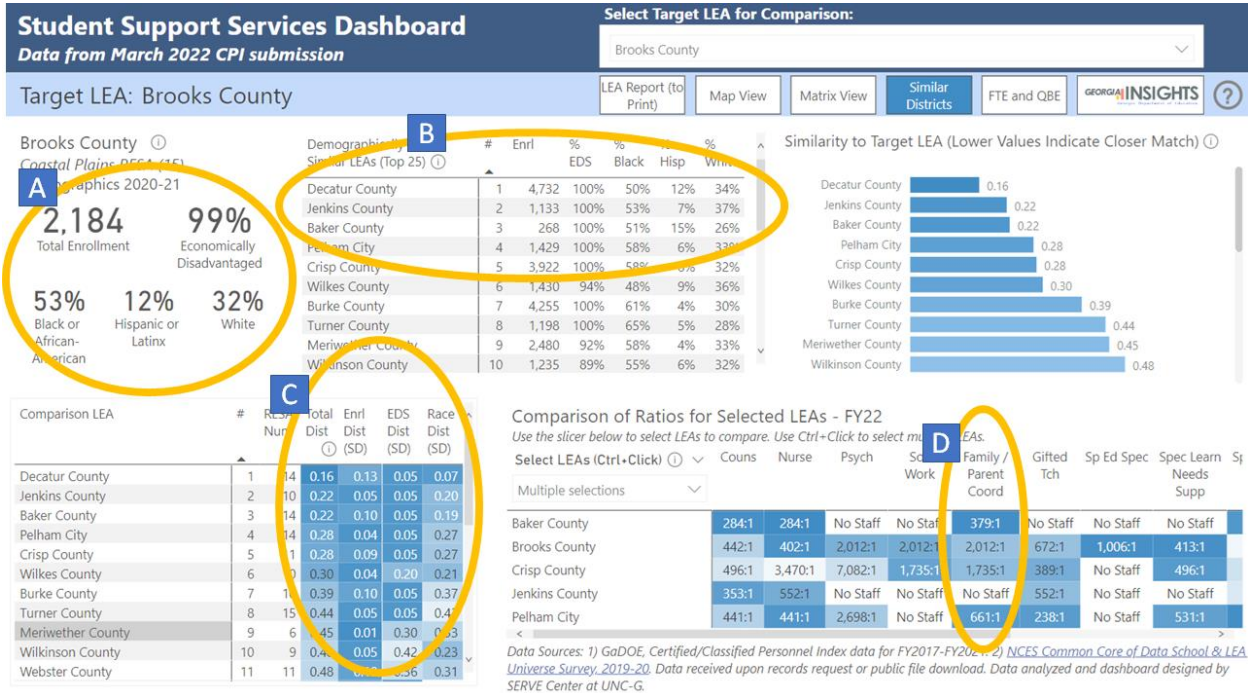 Student Support Services Dashboard
Data from March 2022 CPI submission
Select Target LEA for Comparison:
Brooks County
Target LEA: Brooks County
LEA Report (to Print)
Map View
Matrix View
Similar Districts
FTE and QBE
GEORGIA INSIGHTS
Georgia Department of Education
?
A
Brooks County
Coastal Plains RESA (15)
2020-21
2,184
Total Enrollment
99%
Economically
Disadvantaged
53%
Black or
African-
American
12%
Hispanic or
Latinx
32%
White
B
Similar LEAs (Top 25) # Enrl % EDS % Black Hisp % White
Decatur County 1 4,732 100% 50% 12% 34%
Jenkins County 2 1,133 100% 53% 7% 37%
Baker County 3 268 100% 51% 15% 26%
Pelham City 4 1,429 100% 58% 6% 33%
Crisp County 5 3,922 100% 58% 32%
Wilkes County 6 1,430 94% 48% 9% 36%
Burke County 7 4,255 100% 61% 4% 30%
Turner County 8 1,198 100% 65% 5% 28%
Meriwether County 9 2,480 92% 58% 4% 33%
Wilkinson County 10 1,235 89% 55% 6% 32%
Similarity to Target LEA (Lower Values Indicate Closer Match)
Decatur County 0.16
Jenkins County 0.22
Baker County 0.22
Pelham City 0.28
Crisp County 0.28
Wilkes County 0.30
Burke County 0.39
Turner County 0.44
Meriwether County 0.45
Wilkinson County 0.48
C
Comparison LEA # RESA Num Total Dist Enrl Dist (SD) EDS Dist (SD) Race Dist (SD)
Decatur County 1 14 0.16 0.13 0.05 0.07
Jenkins County 2 10 0.22 0.05 0.05 0.20
Baker County 3 14 0.22 0.10 0.05 0.19
Pelham City 4 14 0.28 0.04 0.05 0.27
Crisp County 5 0.28 0.09 0.05 0.27
Wilkes County 6 0.30 0.04 0.20 0.21
Burke County 7 0.39 0.10 0.05 0.37
Turner County 8 15 0.44 0.05 0.05
Meriwether County 9 6 0.45 0.01 0.30
Wilkinson County 10 9 0.05 0.42 0.23
Webster County 11 11 0.48 0.31
Comparison of Ratios for Selected LEAs - FY22
Use the slicer below to select LEAs to compare. Use Ctrl+Click to select LEAs.
D
Select LEAs (Ctrl+Click) Couns Nurse Psych Work Family / Parent Coord Gifted Tch Sp Ed Spec Spec Learn Needs Supp
Multiple selections
Baker County 284:1 284:1 No Staff No Staff 379:1 No Staff No Staff No Staff
Brooks County 442:1 402:1 2,012:1 2,012:1 2,012:1 672:1 1,006:1 413:1
Crisp County 496:1 3,470:1 7,082:1 1,735:1 1,735:1 389:1 No Staff 496:1
Jenkins County 353:1 552:1 No Staff No Staff No Staff 552:1 No Staff No Staff
Pelham City 441:1 441:1 2,698:1 No Staff 661:1 238:1 No Staff 531:1
Data Sources: 1) GaDOE, Certified/Classified Personnel Index data for FY2017-FY2021. 2) NCES Common Core of Data School & LEA
Universe Survey, 2019-20. Data received upon records request or public file download. Data analyzed and dashboard designed by
SERVE Center at UNC-G.